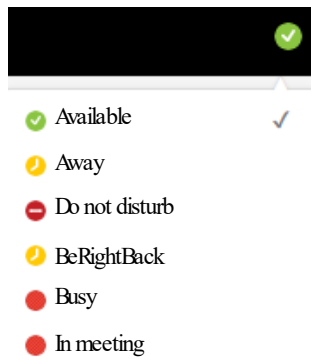 Available
Away
Do not disturb
BeRightBack
Busy
In meeting